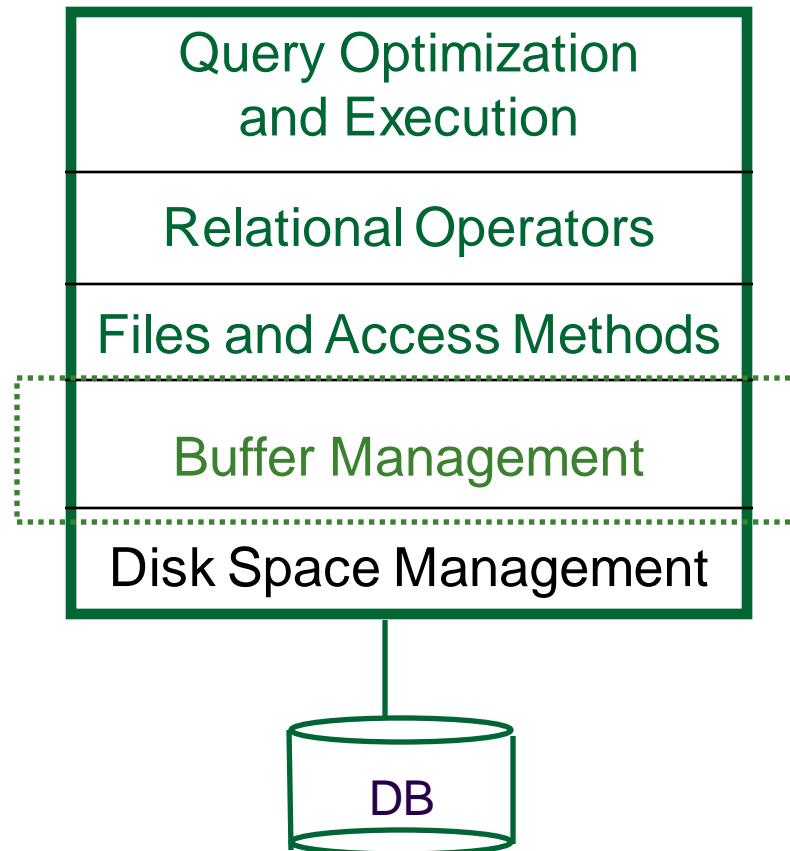 Query Optimization
and Execution
Relational Operators
Files and Access Methods
Buffer Management
Disk Space Management
DB